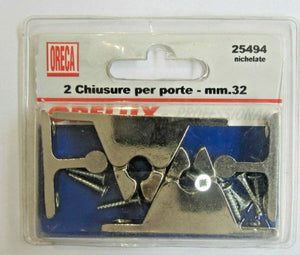 ORECA
25494
nichelate
2 Chiusure per porte - mm.32